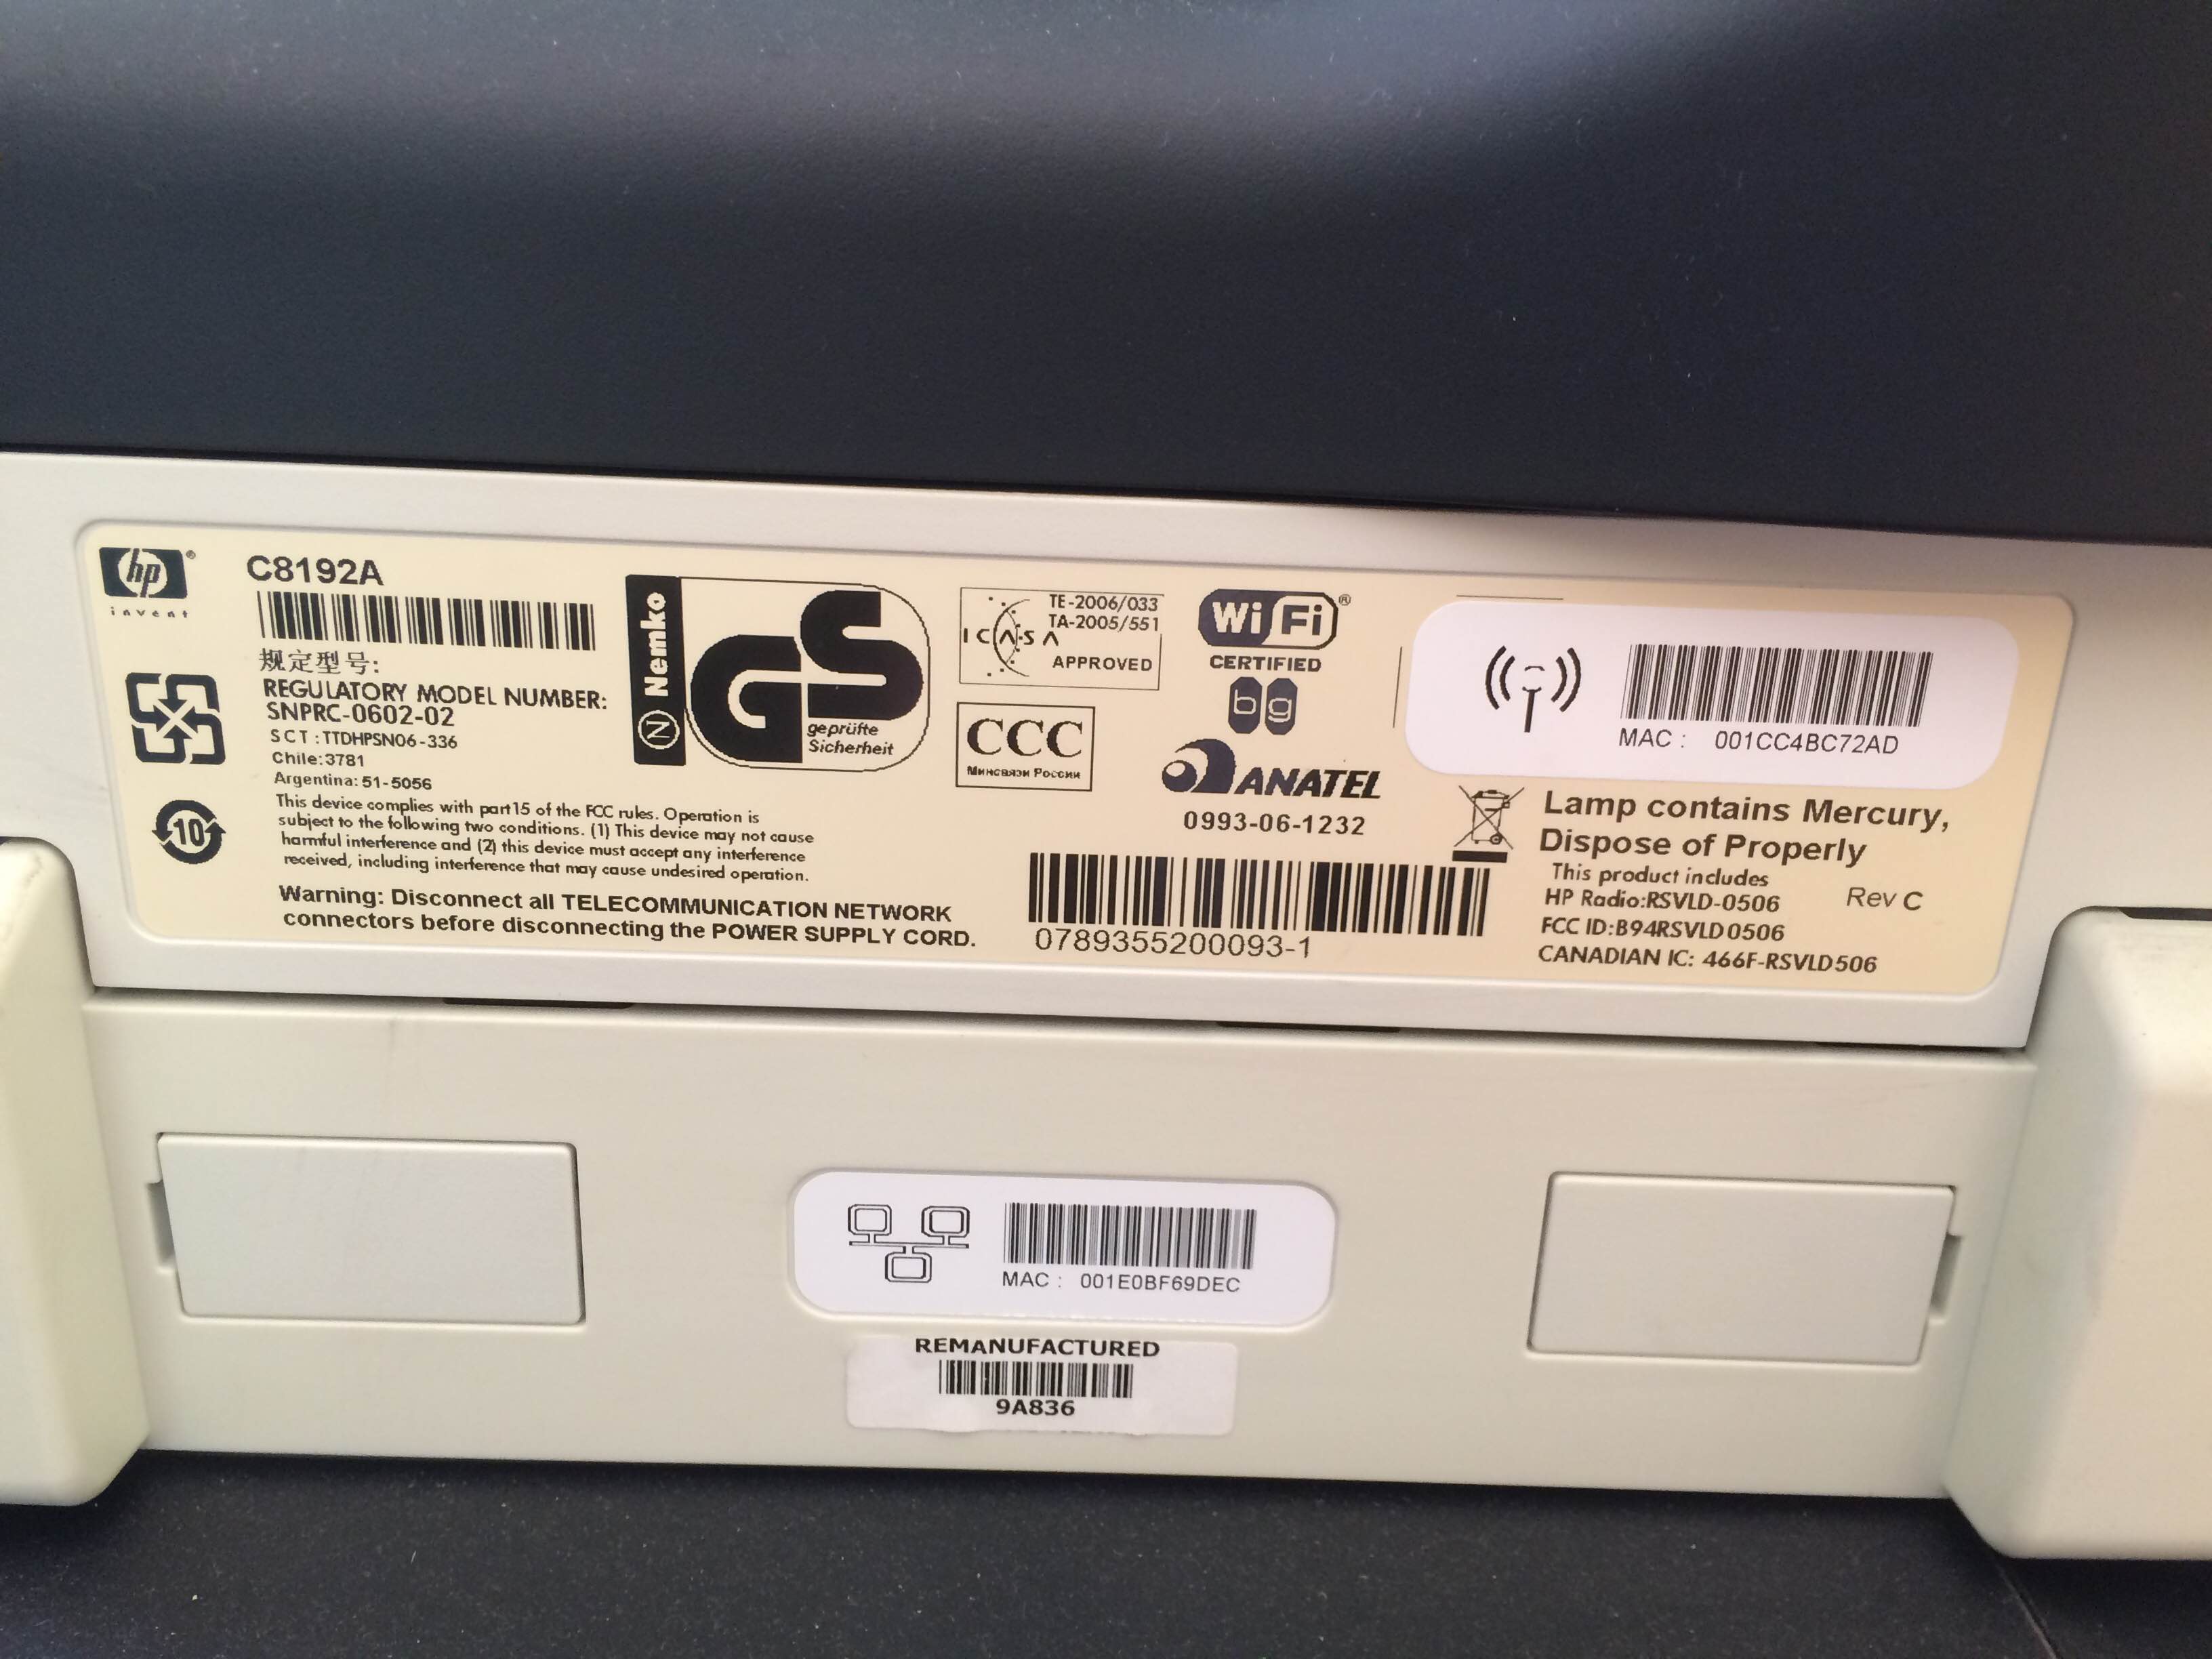 hp
invent
C8192A
规定型号:
REGULATORY MODEL NUMBER:
SNPRC-0602-02
SCT:TTDHPSN06-336
Chile:3781
Argentina:51-5056
This device complies with part15 of the FCC rules. Operation is
subject to the following two conditions. (1) This device may not cause
harmful interference and (2) this device must accept any interference
received, including interference that may cause undesired operation.
Warning: Disconnect all TELECOMMUNICATION NETWORK
connectors before disconnecting the POWER SUPPLY CORD.
10
N Nemko
GS
geprüfte
Sicherheit
ICASA
TE-2006/033
TA-2005/551
APPROVED
CCC
Минсвязи России
Wi Fi
CERTIFIED
b g
ANATEL
0993-06-1232
0789355200093-1
MAC: 001CC4BC72AD
Lamp contains Mercury,
Dispose of Properly
This product includes
HP Radio:RSVLD-0506
Rev C
FCC ID:B94RSVLD0506
CANADIAN IC: 466F-RSVLD506
MAC: 001E0BF69DEC
REMANUFACTURED
9A836